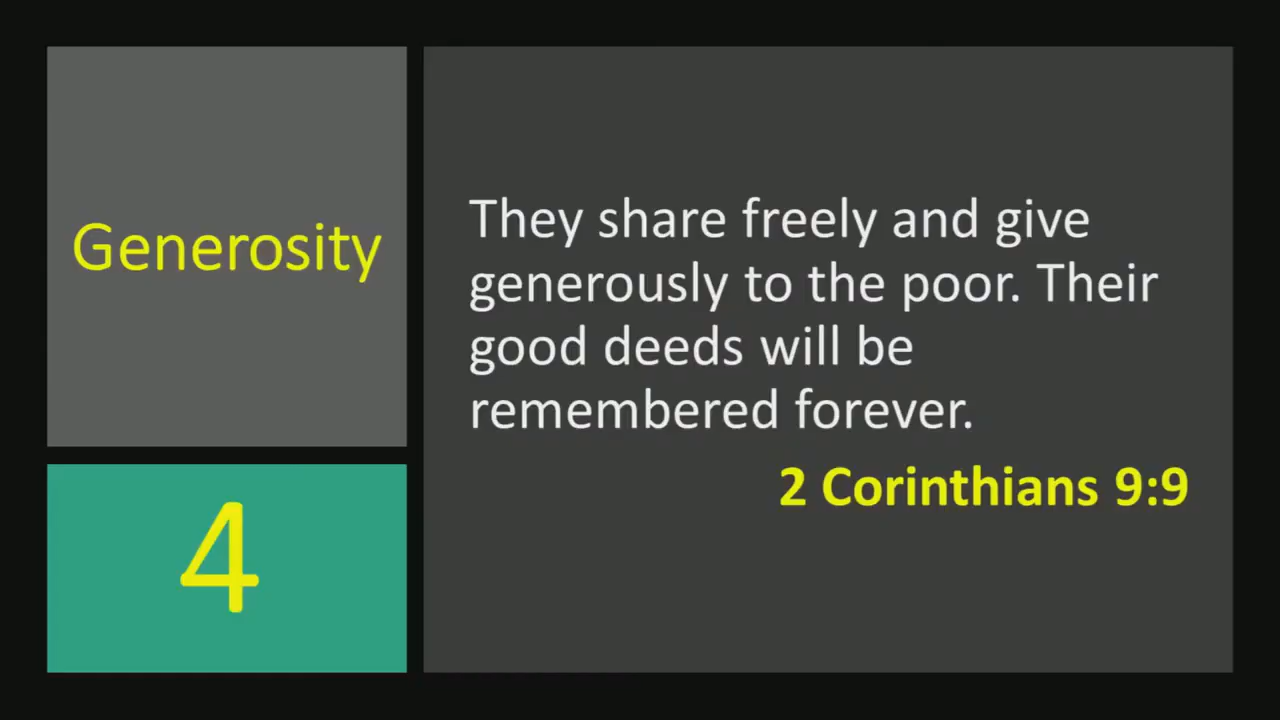 Generosity
4
They share freely and give
generously to the poor. Their
good deeds will be
remembered forever.
2 Corinthians 9:9